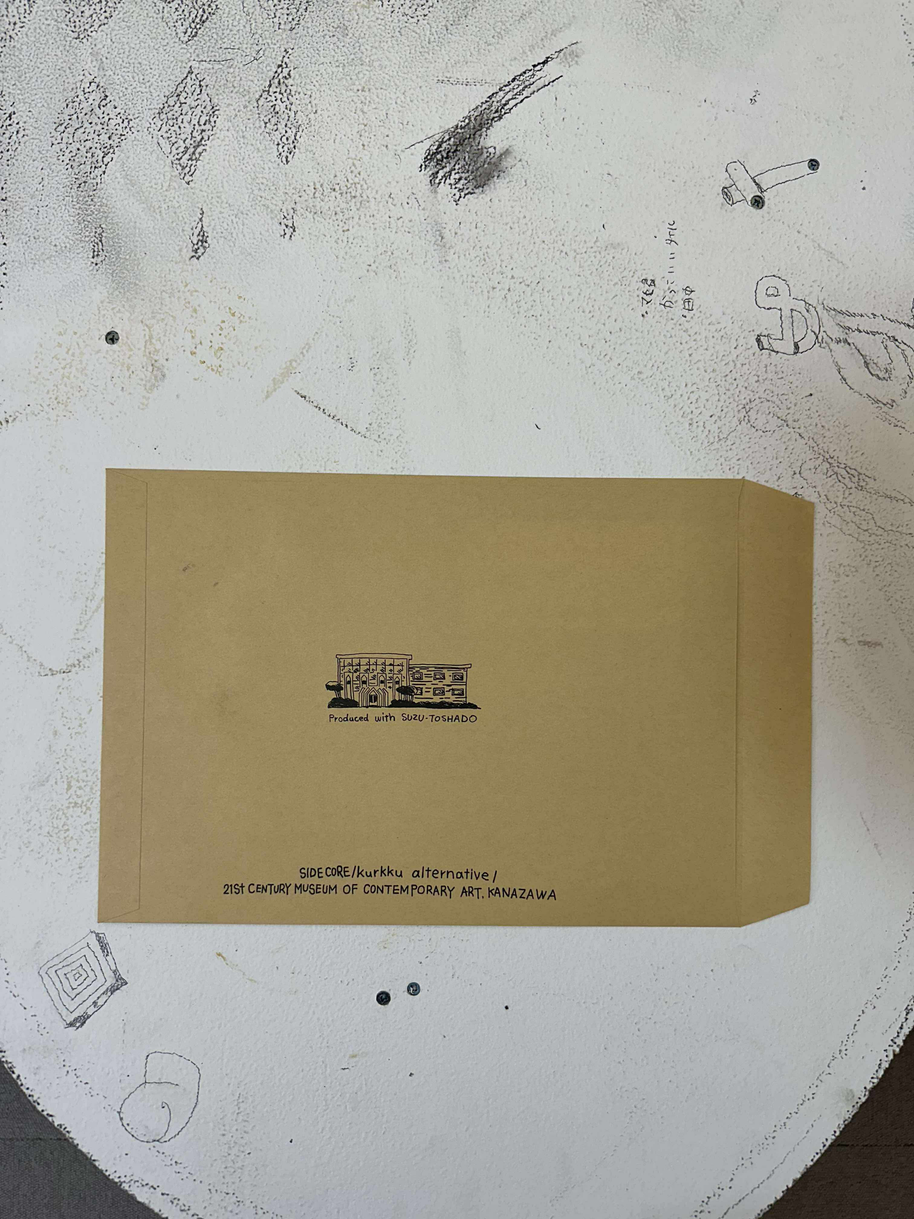 Produced with SUZU-TOSHADO
SIDE CORE/kurkku alternative/
21ST CENTURY MUSEUM OF CONTEMPORARY ART, KANAZAWA